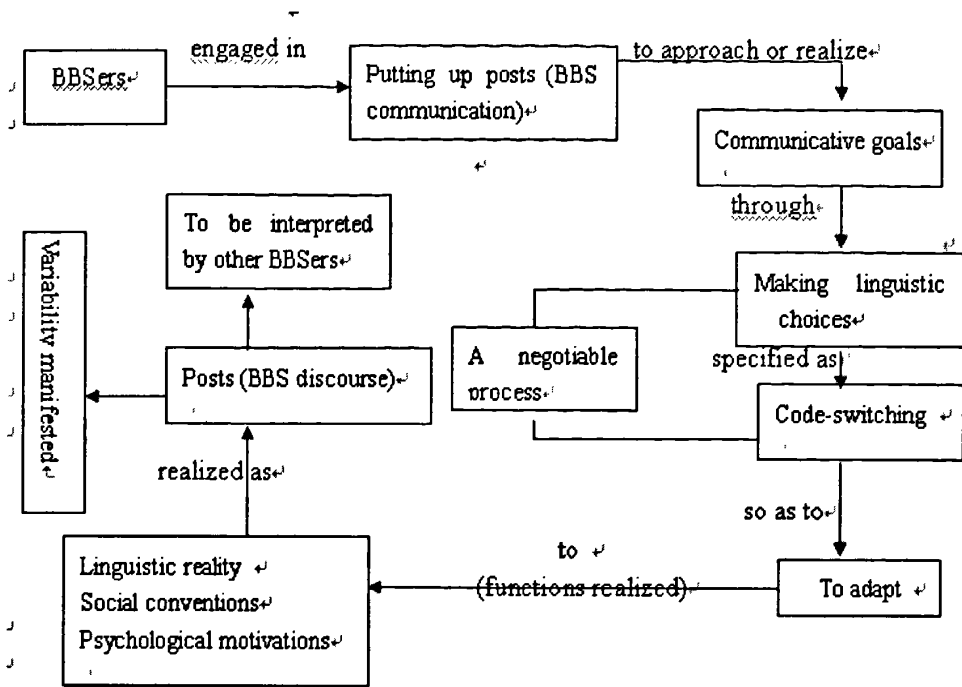 BBSers
engaged in
Putting up posts (BBS
communication)
to approach or realize
Communicative goals
through
Making linguistic
choices
specified as
A negotiable
process
Code-switching
so as to
To adapt
to
(functions realized)
Linguistic reality
Social conventions
Psychological motivations
realized as
Posts (BBS discourse)
To be interpreted
by other BBSers
Variability manifested